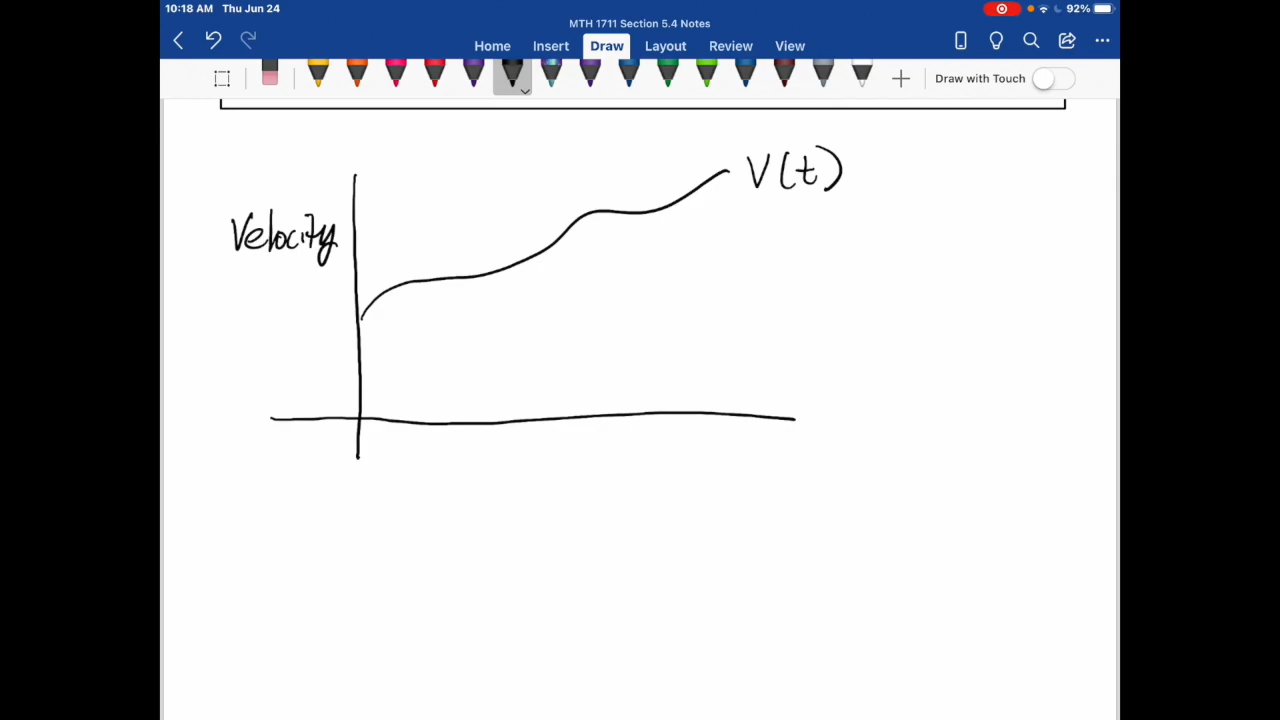 10:18 AM Thu Jun 24
92%
MTH 1711 Section 5.4 Notes
Home Insert Draw Layout Review View
Draw with Touch
V(t)
Velocity